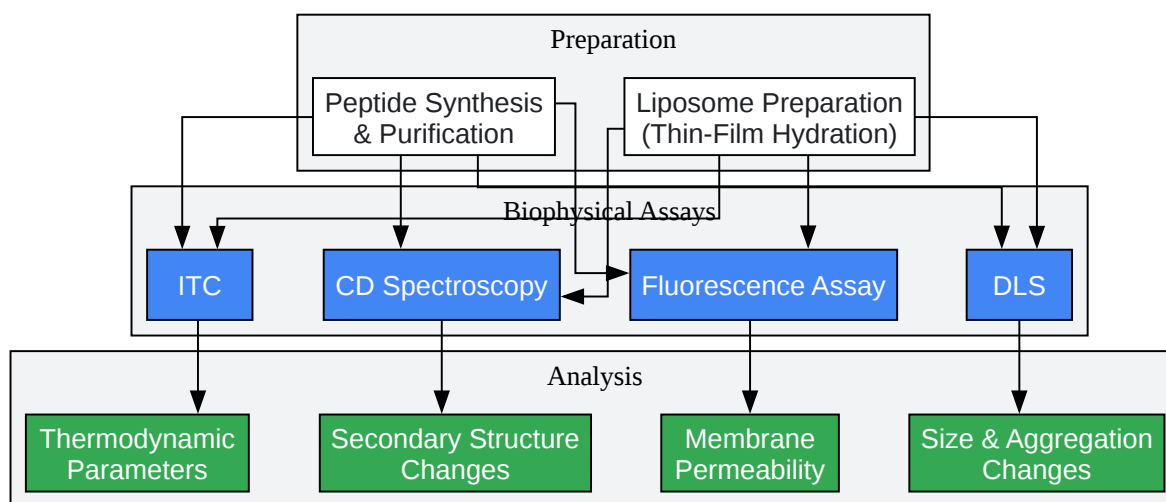 Preparation
Peptide Synthesis
& Purification
Liposome Preparation
(Thin-Film Hydration)
Biophysical Assays
ITC
CD Spectroscopy
Fluorescence Assay
DLS
Analysis
Thermodynamic
Parameters
Secondary Structure
Changes
Membrane
Permeability
Size & Aggregation
Changes